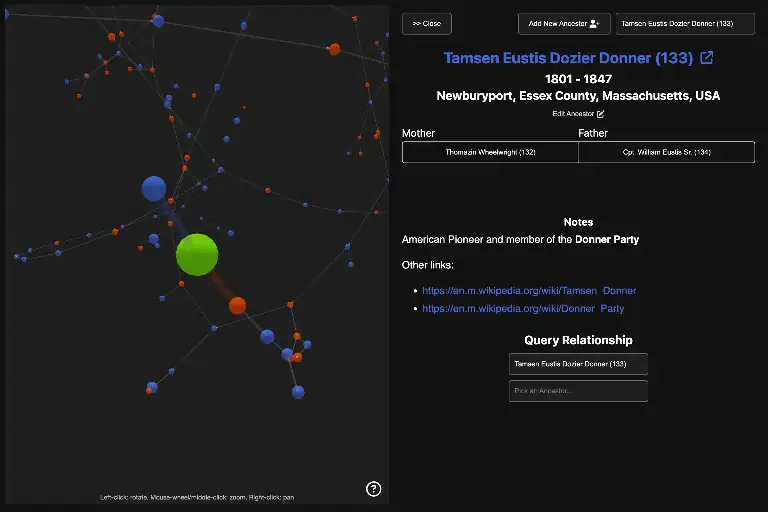 >> Close
Add New Ancestor
Tamsen Eustis Dozier Donner (133)
Tamsen Eustis Dozier Donner (133)
1801 - 1847
Newburyport, Essex County, Massachusetts, USA
Edit Ancestor
Mother
Father
Thomazin Wheelwright (132)
Cpt. William Eustis Sr. (134)
Notes
American Pioneer and member of the Donner Party
Other links:
https://en.m.wikipedia.org/wiki/Tamsen_Donner
https://en.m.wikipedia.org/wiki/Donner_Party
Query Relationship
Tamsen Eustis Dozier Donner (133)
Pick an Ancestor...
Left-click: rotate, Mouse-wheel/middle-click: zoom, Right-click: pan
?